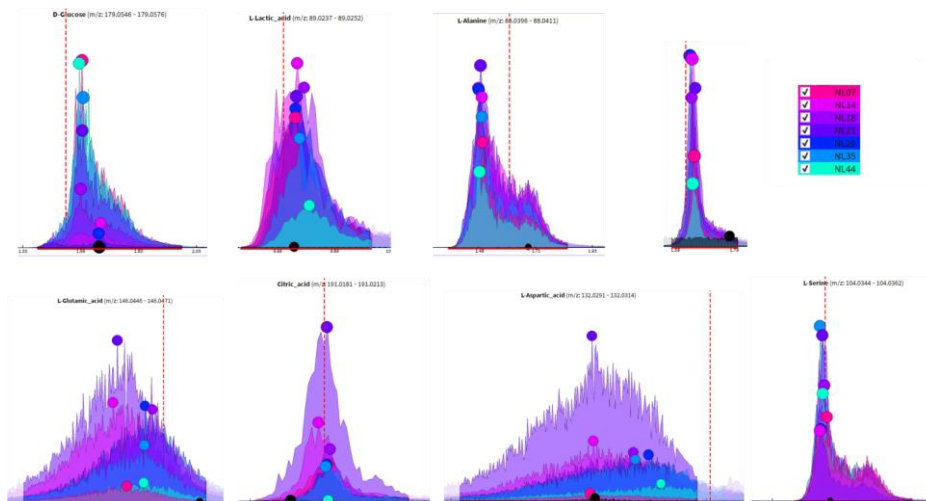 D-Glucose (m/z: 179.0546 - 179.0576)
L-Lactic_acid (m/z: 89.0237 - 89.0252)
L-Alanine (m/z: 88.0396 - 88.0411)
NL07
NL14
NL18
NL21
NL35
NL44
L-Glutamic_acid (m/z: 146.0446 - 146.0471)
Citric_acid (m/z: 191.0181 - 191.0213)
L-Aspartic_acid (m/z: 132.0291 - 132.0314)
L-Serine (m/z: 104.0344 - 104.0362)